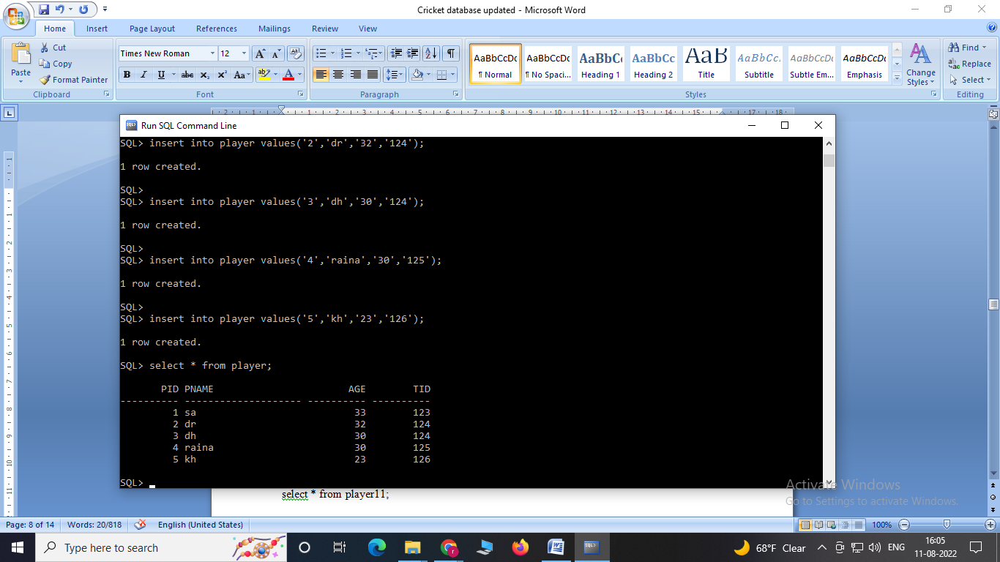 Cricket database updated - Microsoft Word
Home Insert Page Layout References Mailings Review View
Paste
Cut
Copy
Format Painter
Clipboard
Times New Roman 12
B I U abc x₂ x² Aa
Font
Paragraph
AaBbCcDc AaBbCcDc AaBbC AaBbCc AaB AaBbCc. AaBbCcDc AaBbCcDc
¶ Normal ¶ No Spaci... Heading 1 Heading 2 Title Subtitle Subtle Em... Emphasis
Styles
Change Styles
Find
Replace
Select
Editing
Run SQL Command Line
SQL> insert into player values('2','dr','32','124');
1 row created.
SQL>
SQL> insert into player values('3','dh','30','124');
1 row created.
SQL>
SQL> insert into player values('4','raina','30','125');
1 row created.
SQL>
SQL> insert into player values('5','kh','23','126');
1 row created.
SQL> select * from player;
PID PNAME AGE TID
---------- -------------------- ---------- ----------
1 sa 33 123
2 dr 32 124
3 dh 30 124
4 raina 30 125
5 kh 23 126
SQL>
select * from player11;
Activate Windows
Go to Settings to activate Windows.
Page: 8 of 14 Words: 20/818 English (United States) 100%
Type here to search
68°F Clear ENG 16:05
11-08-2022